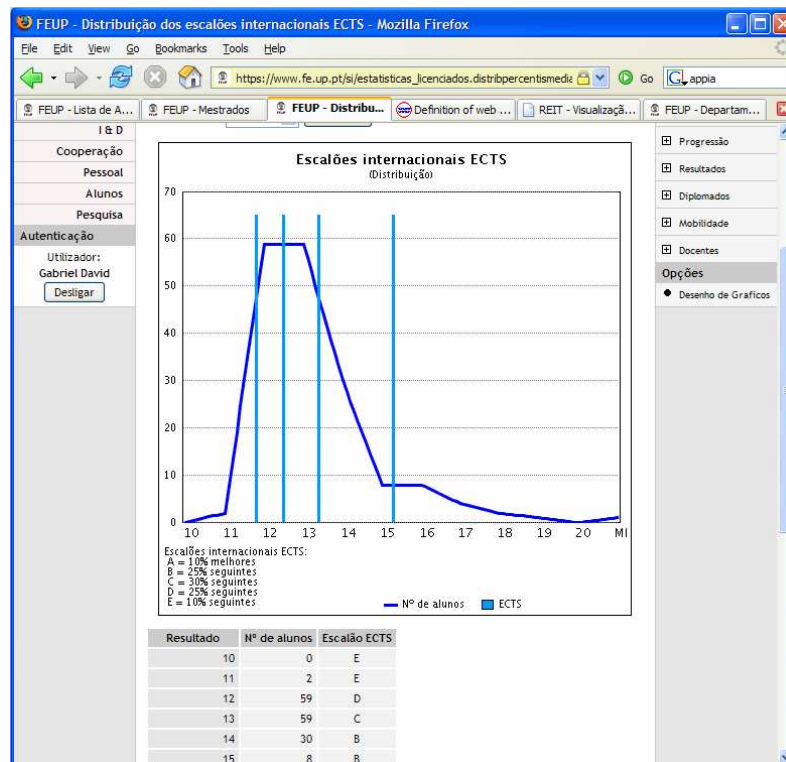 FEUP - Distribuição dos escalões internacionais ECTS - Mozilla Firefox
File Edit View Go Bookmarks Tools Help
https://www.fe.up.pt/si/estatisticas_licenciados.distribpercentismedia Go G appia
FEUP - Lista de A... FEUP - Mestrados FEUP - Distribu... Definition of web ... REIT - Visualizaçã... FEUP - Departam...
I & D
Cooperação
Pessoal
Alunos
Pesquisa
Autenticação
Utilizador:
Gabriel David
Desligar
Escalões internacionais ECTS
(Distribuição)
70
60
50
40
30
20
10
0
10 11 12 13 14 15 16 17 18 19 20 MI
Escalões internacionais ECTS:
A = 10% melhores
B = 25% seguintes
C = 30% seguintes
D = 25% seguintes
E = 10% seguintes
Nº de alunos ECTS
Resultado Nº de alunos Escalão ECTS
10 0 E
11 2 E
12 59 D
13 59 C
14 30 B
15 8 B
Progressão
Resultados
Diplomados
Mobilidade
Docentes
Opções
Desenho de Graficos